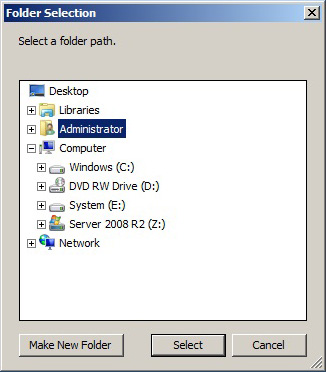 Folder Selection
Select a folder path.
Desktop
Libraries
Administrator
Computer
Windows (C:)
DVD RW Drive (D:)
System (E:)
Server 2008 R2 (Z:)
Network
Make New Folder
Select
Cancel